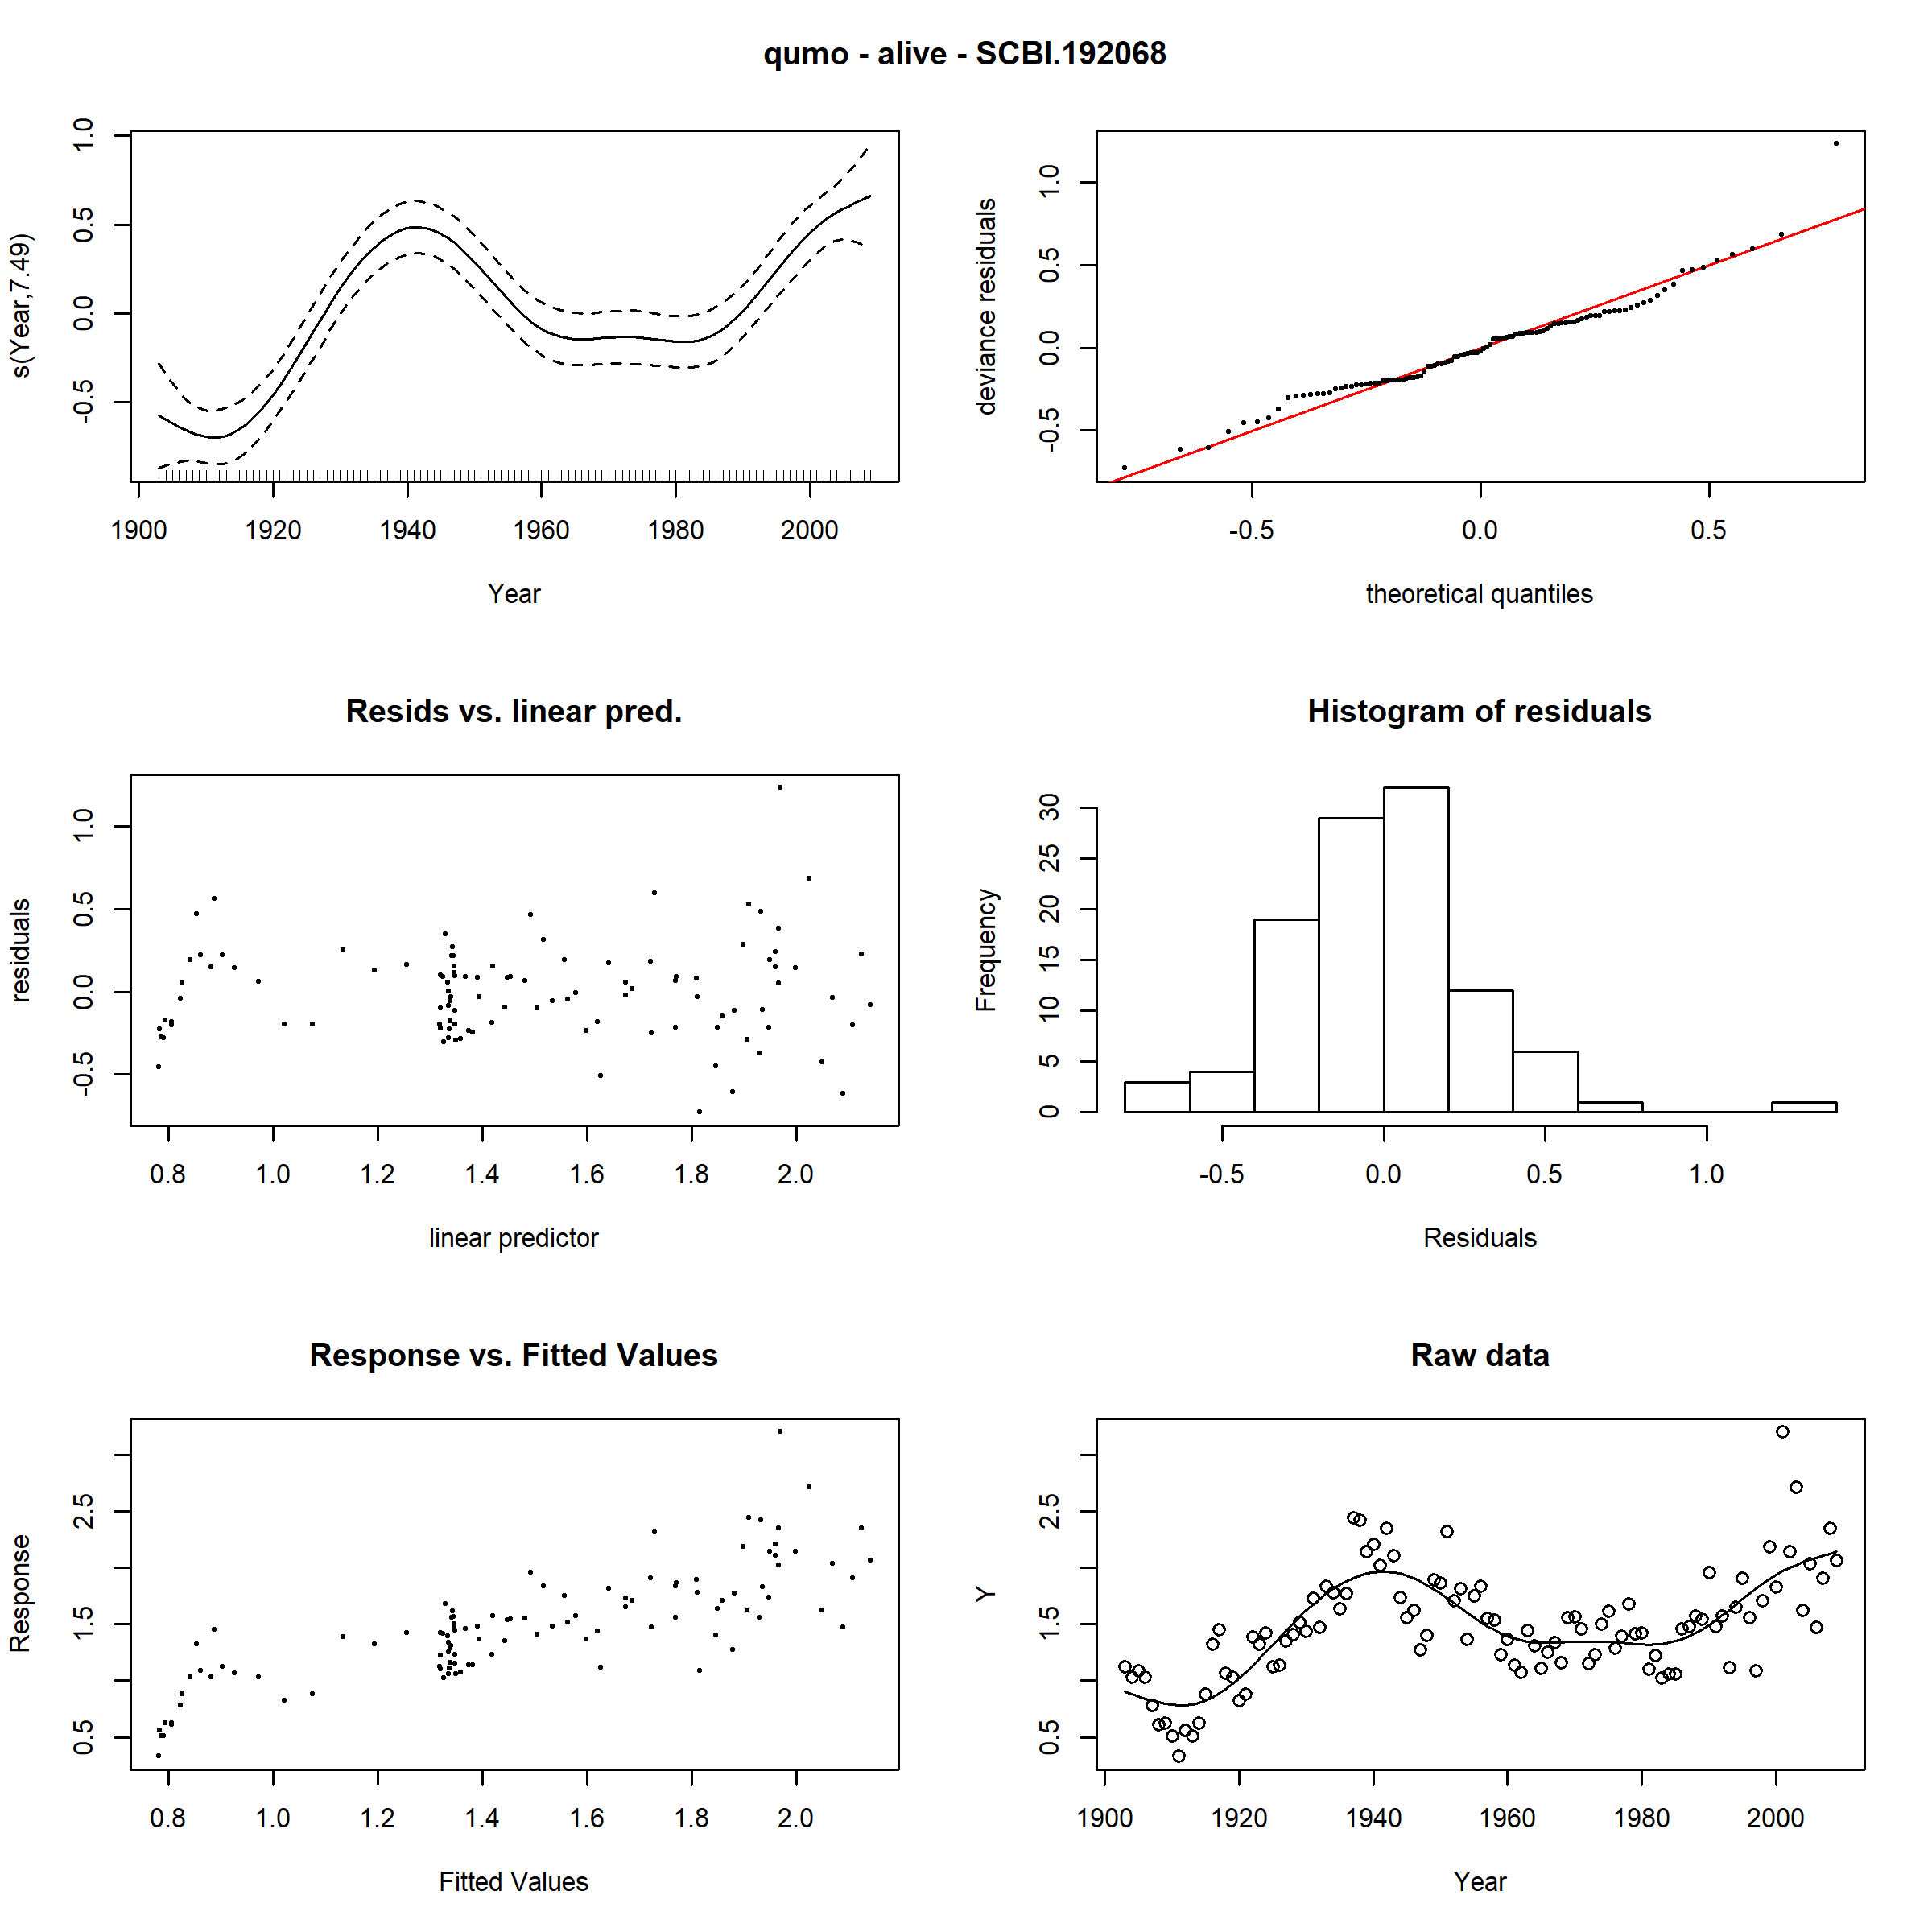 qumo - alive - SCBI.192068
s(Year,7.49)
-0.5 0.0 0.5 1.0
1900 1920 1940 1960 1980 2000
Year
deviance residuals
-0.5 0.0 0.5 1.0
-0.5 0.0 0.5
theoretical quantiles
Resids vs. linear pred.
residuals
-0.5 0.0 0.5 1.0
0.8 1.0 1.2 1.4 1.6 1.8 2.0
linear predictor
Histogram of residuals
Frequency
0 5 10 15 20 25 30
-0.5 0.0 0.5 1.0
Residuals
Response vs. Fitted Values
Response
0.5 1.5 2.5
0.8 1.0 1.2 1.4 1.6 1.8 2.0
Fitted Values
Raw data
Y
0.5 1.5 2.5
1900 1920 1940 1960 1980 2000
Year